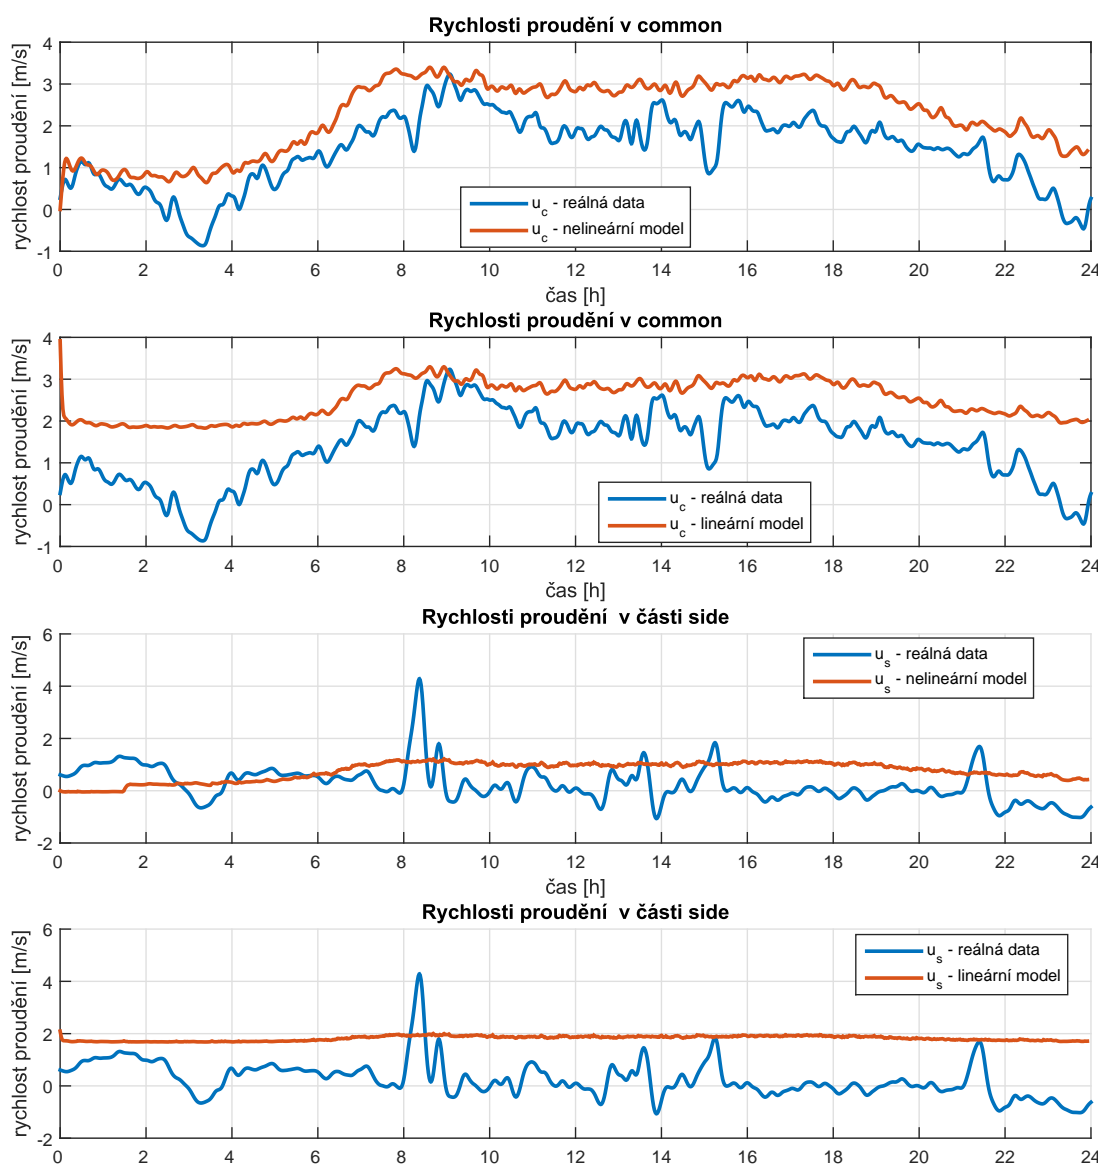 Rychlosti proudění v common
rychlost proudění [m/s]
4
3
2
1
0
-1
u_c - reálná data
u_c - nelineární model
0 2 4 6 8 10 12 14 16 18 20 22 24
čas [h]
Rychlosti proudění v common
rychlost proudění [m/s]
4
3
2
1
0
-1
u_c - reálná data
u_c - lineární model
0 2 4 6 8 10 12 14 16 18 20 22 24
čas [h]
Rychlosti proudění v části side
rychlost proudění [m/s]
6
4
2
0
-2
u_s - reálná data
u_s - nelineární model
0 2 4 6 8 10 12 14 16 18 20 22 24
čas [h]
Rychlosti proudění v části side
rychlost proudění [m/s]
6
4
2
0
-2
u_s - reálná data
u_s - lineární model
0 2 4 6 8 10 12 14 16 18 20 22 24